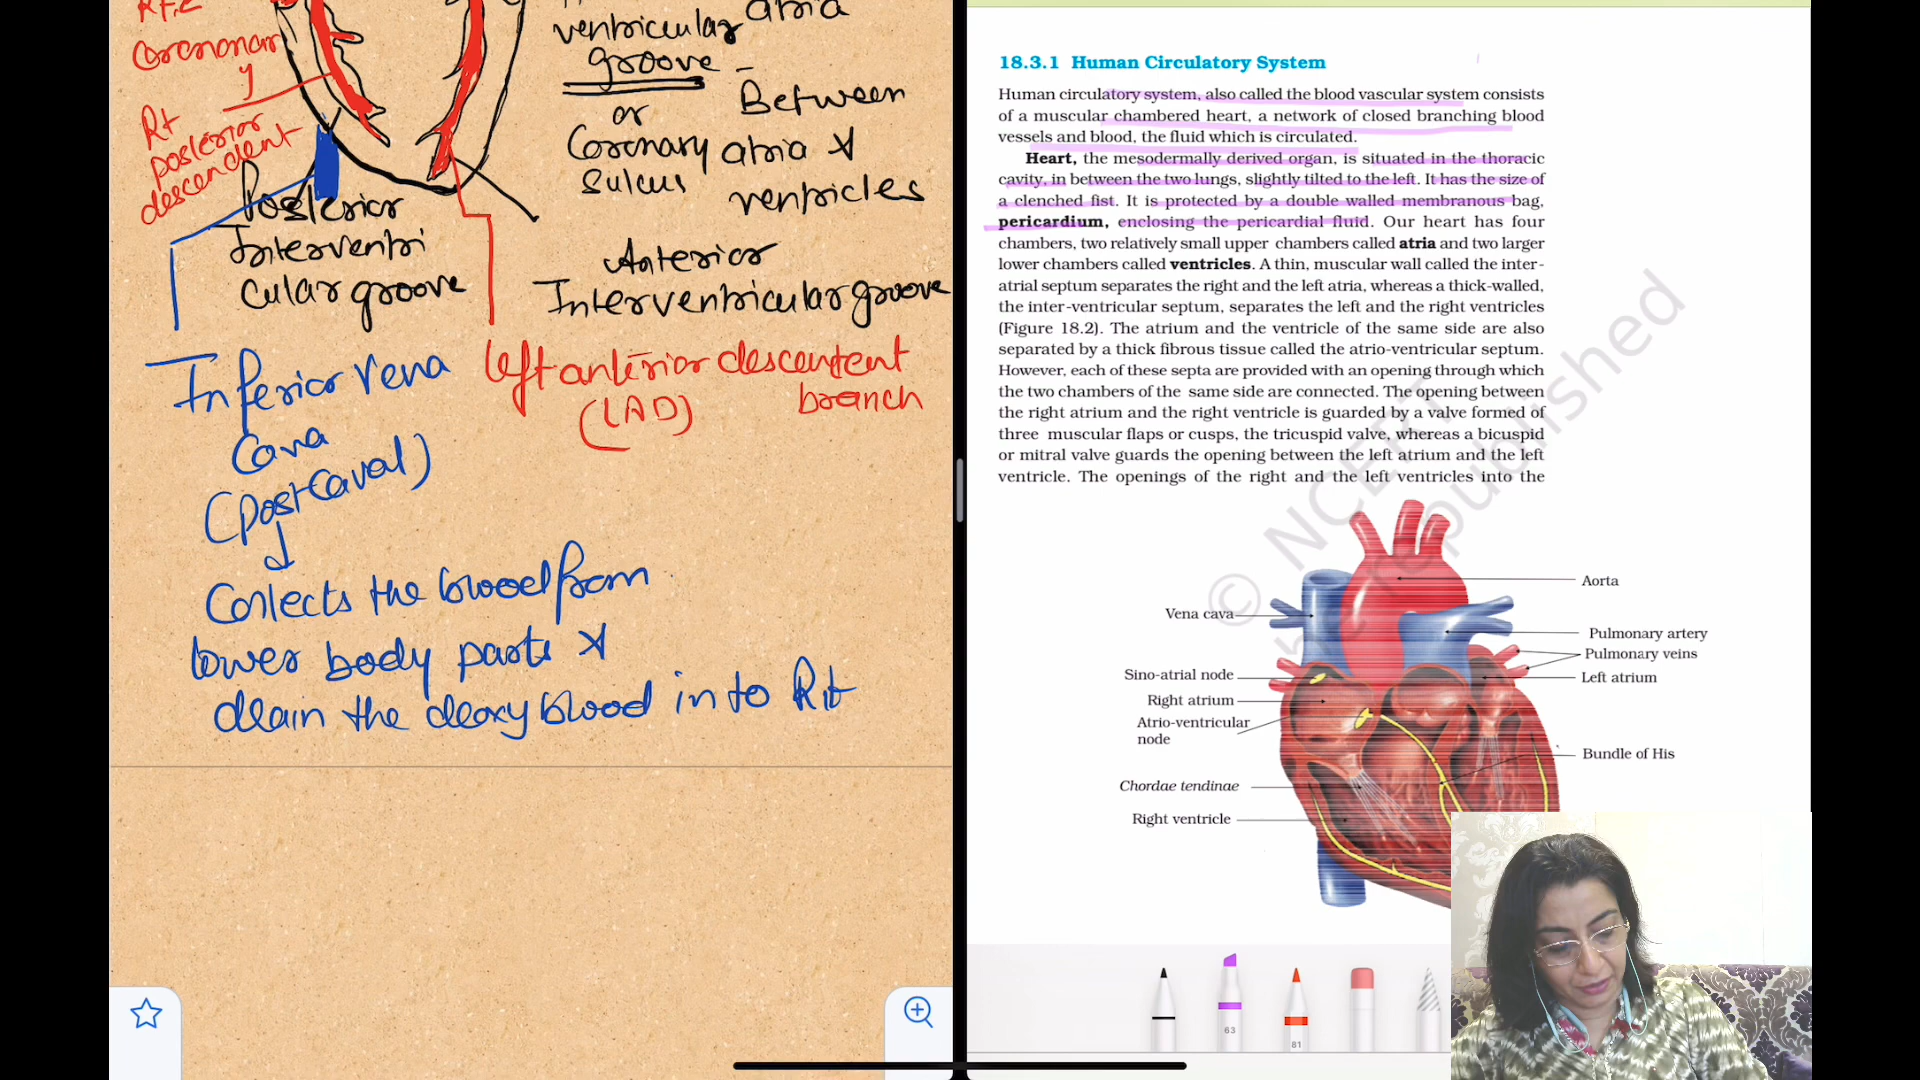 Rt,L
Coronar
y
Rt
posterior
descendent
Posterior
Interventri
cular groove
ventricular
groove
or
Coronary
Sulcus
atria
Between
atria &
ventricles
Anterior
Interventricular groove
Inferior Vena
Cava
(Post Caval)
left anterior descentent
branch
(LAD)
Collects the blood from
lower body parts &
drain the deoxy blood in to Rt
18.3.1 Human Circulatory System
Human circulatory system, also called the blood vascular system consists
of a muscular chambered heart, a network of closed branching blood
vessels and blood, the fluid which is circulated.
Heart, the mesodermally derived organ, is situated in the thoracic
cavity, in between the two lungs, slightly tilted to the left. It has the size of
a clenched fist. It is protected by a double walled membranous bag,
pericardium, enclosing the pericardial fluid. Our heart has four
chambers, two relatively small upper chambers called atria and two larger
lower chambers called ventricles. A thin, muscular wall called the inter-
atrial septum separates the right and the left atria, whereas a thick-walled,
the inter-ventricular septum, separates the left and the right ventricles
(Figure 18.2). The atrium and the ventricle of the same side are also
separated by a thick fibrous tissue called the atrio-ventricular septum.
However, each of these septa are provided with an opening through which
the two chambers of the same side are connected. The opening between
the right atrium and the right ventricle is guarded by a valve formed of
three muscular flaps or cusps, the tricuspid valve, whereas a bicuspid
or mitral valve guards the opening between the left atrium and the left
ventricle. The openings of the right and the left ventricles into the
© NCERT
published
Aorta
Vena cava
Pulmonary artery
Pulmonary veins
Sino-atrial node
Left atrium
Right atrium
Atrio-ventricular
node
Bundle of His
Chordae tendinae
Right ventricle
63
81